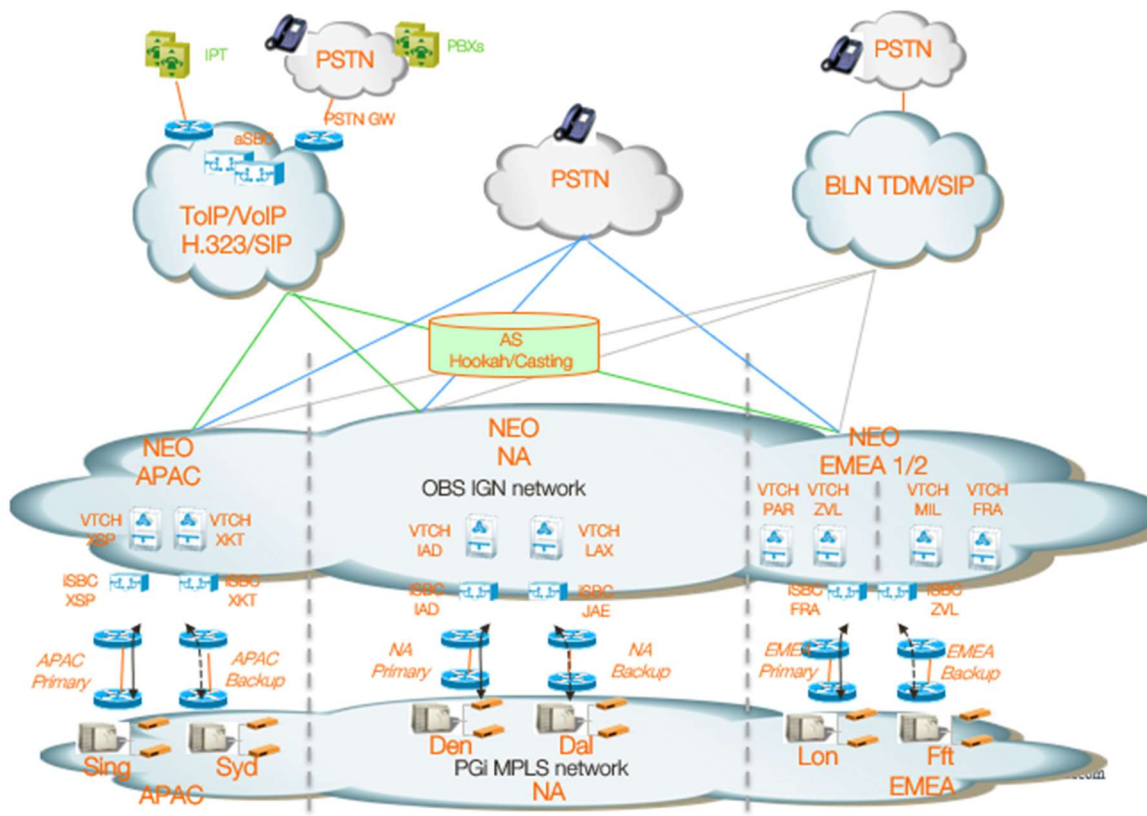 IPT
PSTN
PBXs
PSTN GW
aSBC
ToIP/VoIP
H.323/SIP
PSTN
PSTN
BLN TDM/SIP
AS
Hookah/Casting
NEO
APAC
NEO
NA
OBS IGN network
NEO
EMEA 1/2
VTCH
XSP
VTCH
XKT
VTCH
IAD
VTCH
LAX
VTCH
PAR
VTCH
ZVL
VTCH
MIL
VTCH
FRA
iSBC
XSP
iSBC
XKT
iSBC
IAD
iSBC
JAE
iSBC
FRA
iSBC
ZVL
APAC
Primary
APAC
Backup
NA
Primary
NA
Backup
EMEA
Primary
EMEA
Backup
Sing
Syd
Den
Dal
Lon
Fft
APAC
PGi MPLS network
NA
EMEA
com